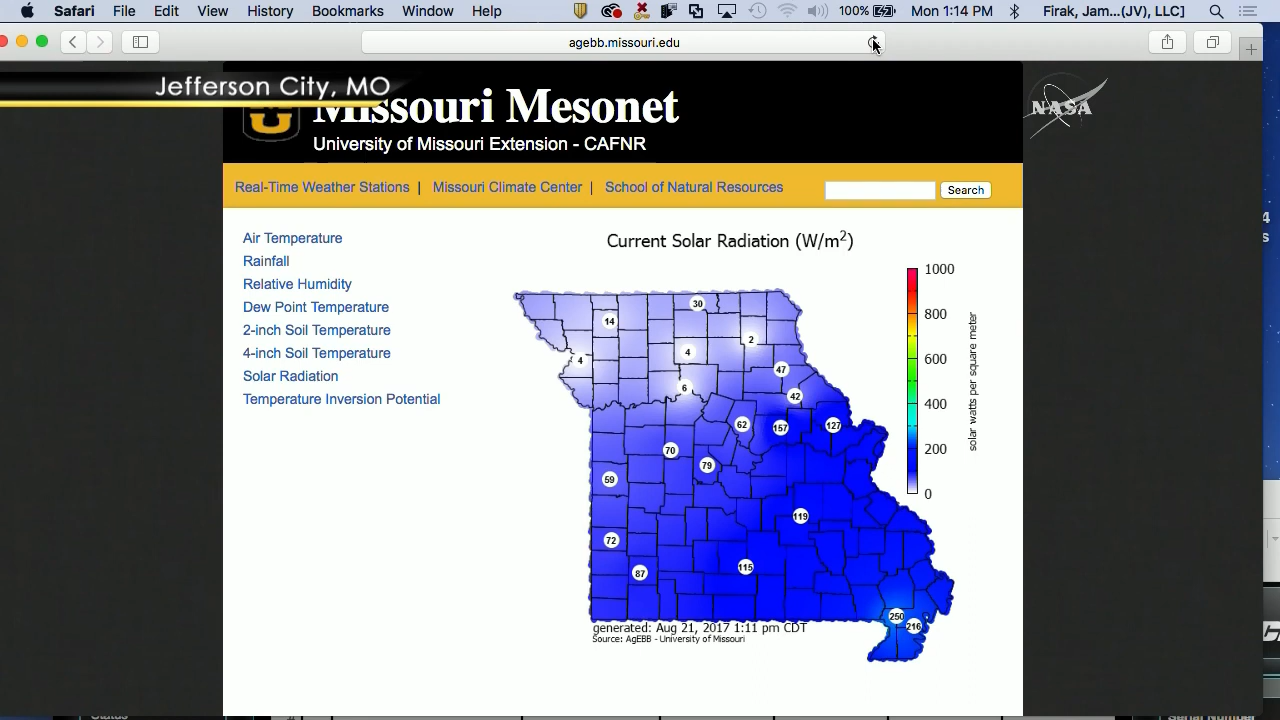 Safari File Edit View History Bookmarks Window Help 100% Mon 1:14 PM Firak, Jam...(JV), LLC]
agebb.missouri.edu
Jefferson City, MO
NASA
Missouri Mesonet
University of Missouri Extension - CAFNR
Real-Time Weather Stations | Missouri Climate Center | School of Natural Resources Search
Air Temperature
Rainfall
Relative Humidity
Dew Point Temperature
2-inch Soil Temperature
4-inch Soil Temperature
Solar Radiation
Temperature Inversion Potential
Current Solar Radiation (W/m²)
1000
800
600
400
200
0
solar watts per square meter
30
14
2
4
4
47
6
42
62
157
127
70
79
59
119
72
115
87
250
216
generated: Aug 21, 2017 1:11 pm CDT
Source: AgEBB - University of Missouri